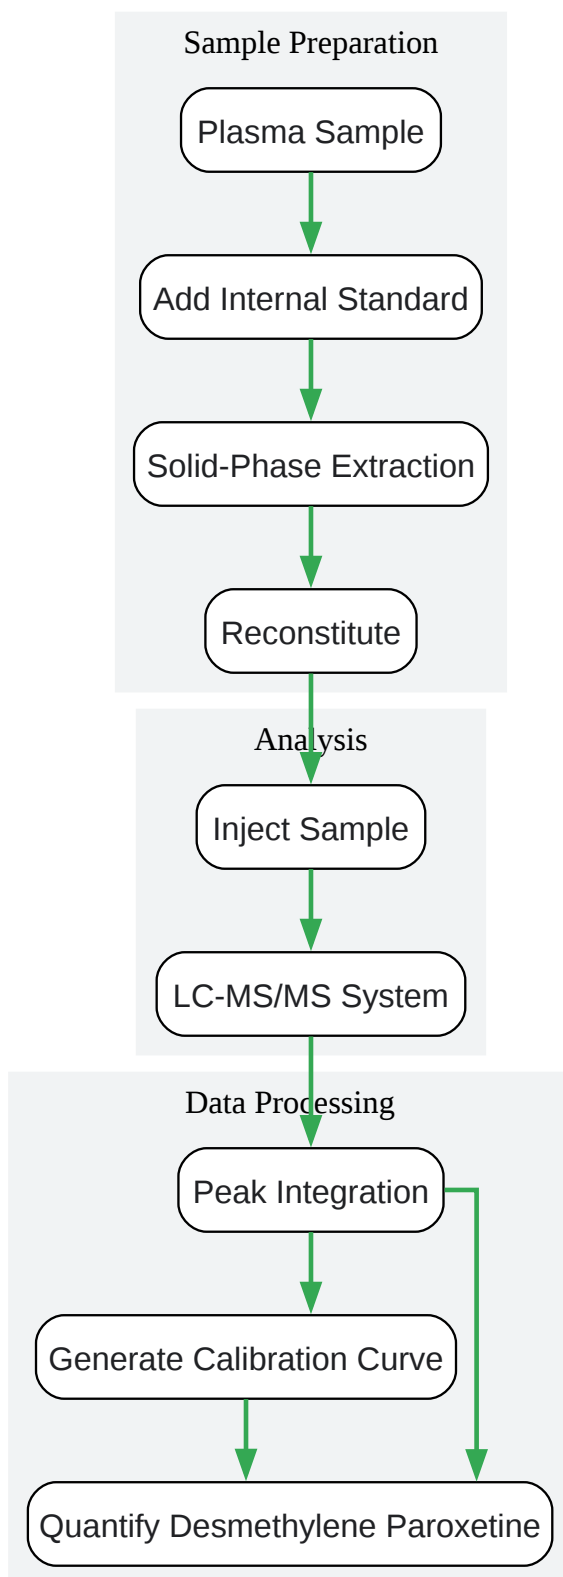 Sample Preparation
Plasma Sample
Add Internal Standard
Solid-Phase Extraction
Reconstitute
Analysis
Inject Sample
LC-MS/MS System
Data Processing
Peak Integration
Generate Calibration Curve
Quantify Desmethylene Paroxetine